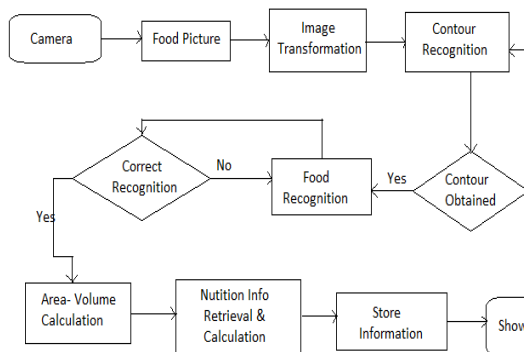 Camera
Food Picture
Image
Transformation
Contour
Recognition
Correct
Recognition
No
Food
Recognition
Yes
Contour
Obtained
Yes
Area- Volume
Calculation
Nutition Info
Retrieval &
Calculation
Store
Information
Show